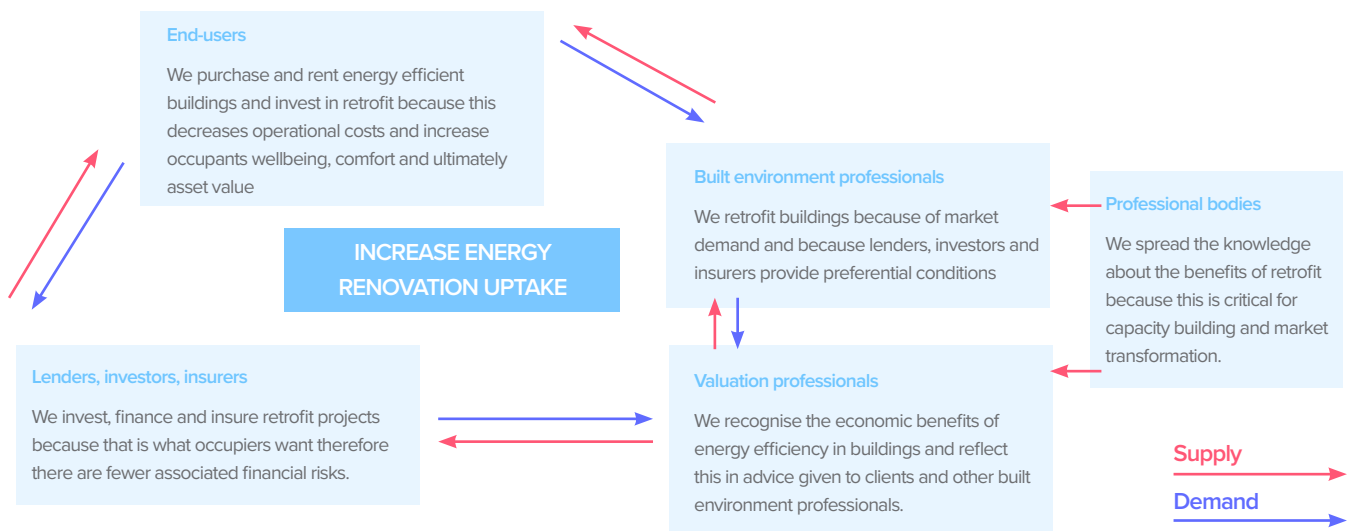 End-users
We purchase and rent energy efficient
buildings and invest in retrofit because this
decreases operational costs and increase
occupants wellbeing, comfort and ultimately
asset value
Built environment professionals
We retrofit buildings because of market
demand and because lenders, investors and
insurers provide preferential conditions
Professional bodies
We spread the knowledge
about the benefits of retrofit
because this is critical for
capacity building and market
transformation.
INCREASE ENERGY
RENOVATION UPTAKE
Lenders, investors, insurers
We invest, finance and insure retrofit projects
because that is what occupiers want therefore
there are fewer associated financial risks.
Valuation professionals
We recognise the economic benefits of
energy efficiency in buildings and reflect
this in advice given to clients and other built
environment professionals.
Supply
Demand